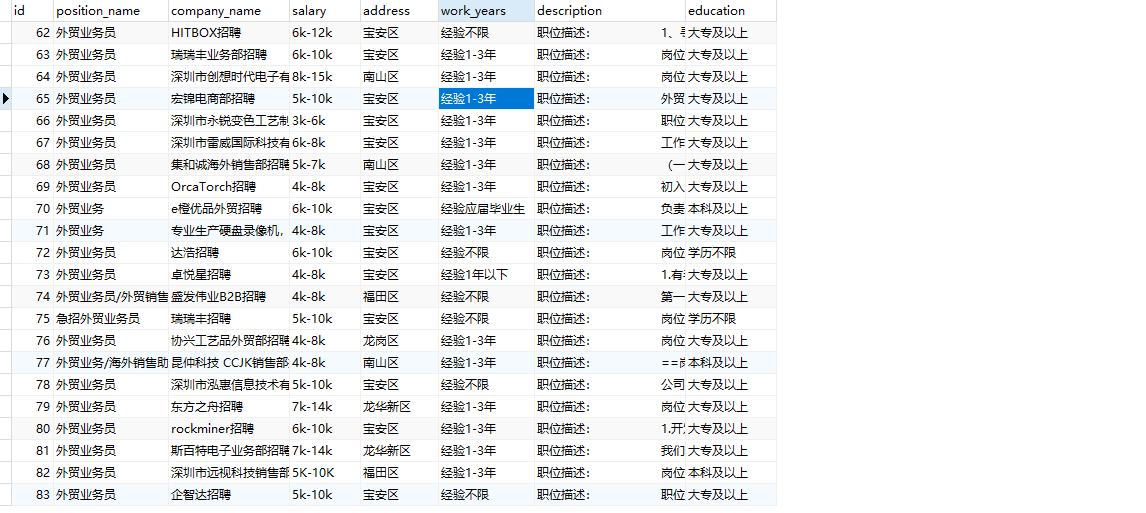 id position_name company_name salary address work_years description education
62 外贸业务员 HITBOX招聘 6k-12k 宝安区 经验不限 职位描述: 1、 大专及以上
63 外贸业务员 瑞瑞丰业务部招聘 6k-10k 宝安区 经验1-3年 职位描述: 岗位 大专及以上
64 外贸业务员 深圳市创想时代电子有 8k-15k 南山区 经验1-3年 职位描述: 岗位 大专及以上
65 外贸业务员 宏锦电商部招聘 5k-10k 宝安区 经验1-3年 职位描述: 外贸 大专及以上
66 外贸业务员 深圳市永锐变色工艺制 3k-6k 宝安区 经验1-3年 职位描述: 职位 大专及以上
67 外贸业务员 深圳市雷威国际科技有 6k-8k 宝安区 经验1-3年 职位描述: 工作 大专及以上
68 外贸业务员 集和诚海外销售部招聘 5k-7k 南山区 经验1-3年 职位描述: （一 大专及以上
69 外贸业务员 OrcaTorch招聘 4k-8k 宝安区 经验1-3年 职位描述: 初入 大专及以上
70 外贸业务 e橙优品外贸招聘 6k-10k 宝安区 经验应届毕业生 职位描述: 负责 本科及以上
71 外贸业务 专业生产硬盘录像机， 4k-8k 宝安区 经验1-3年 职位描述: 工作 大专及以上
72 外贸业务员 达浩招聘 6k-10k 宝安区 经验不限 职位描述: 岗位 学历不限
73 外贸业务员 卓悦星招聘 4k-8k 宝安区 经验1年以下 职位描述: 1.有 大专及以上
74 外贸业务员/外贸销售 盛发伟业B2B招聘 4k-8k 福田区 经验不限 职位描述: 第一 大专及以上
75 急招外贸业务员 瑞瑞丰招聘 5k-10k 宝安区 经验不限 职位描述: 岗位 学历不限
76 外贸业务员 协兴工艺品外贸部招聘 4k-8k 龙岗区 经验1-3年 职位描述: 岗位 大专及以上
77 外贸业务/海外销售助 昆仲科技 CCJK销售部 4k-8k 南山区 经验1-3年 职位描述: == 本科及以上
78 外贸业务员 深圳市泓惠信息技术有 5k-10k 宝安区 经验不限 职位描述: 公司 大专及以上
79 外贸业务员 东方之舟招聘 7k-14k 龙华新区 经验1-3年 职位描述: 岗位 大专及以上
80 外贸业务员 rockminer招聘 6k-10k 宝安区 经验1-3年 职位描述: 1.开 大专及以上
81 外贸业务员 斯百特电子业务部招聘 7k-14k 龙华新区 经验1-3年 职位描述: 我们 大专及以上
82 外贸业务员 深圳市远视科技销售部 5K-10K 福田区 经验1-3年 职位描述: 岗位 本科及以上
83 外贸业务员 企智达招聘 5k-10k 宝安区 经验不限 职位描述: 职位 大专及以上